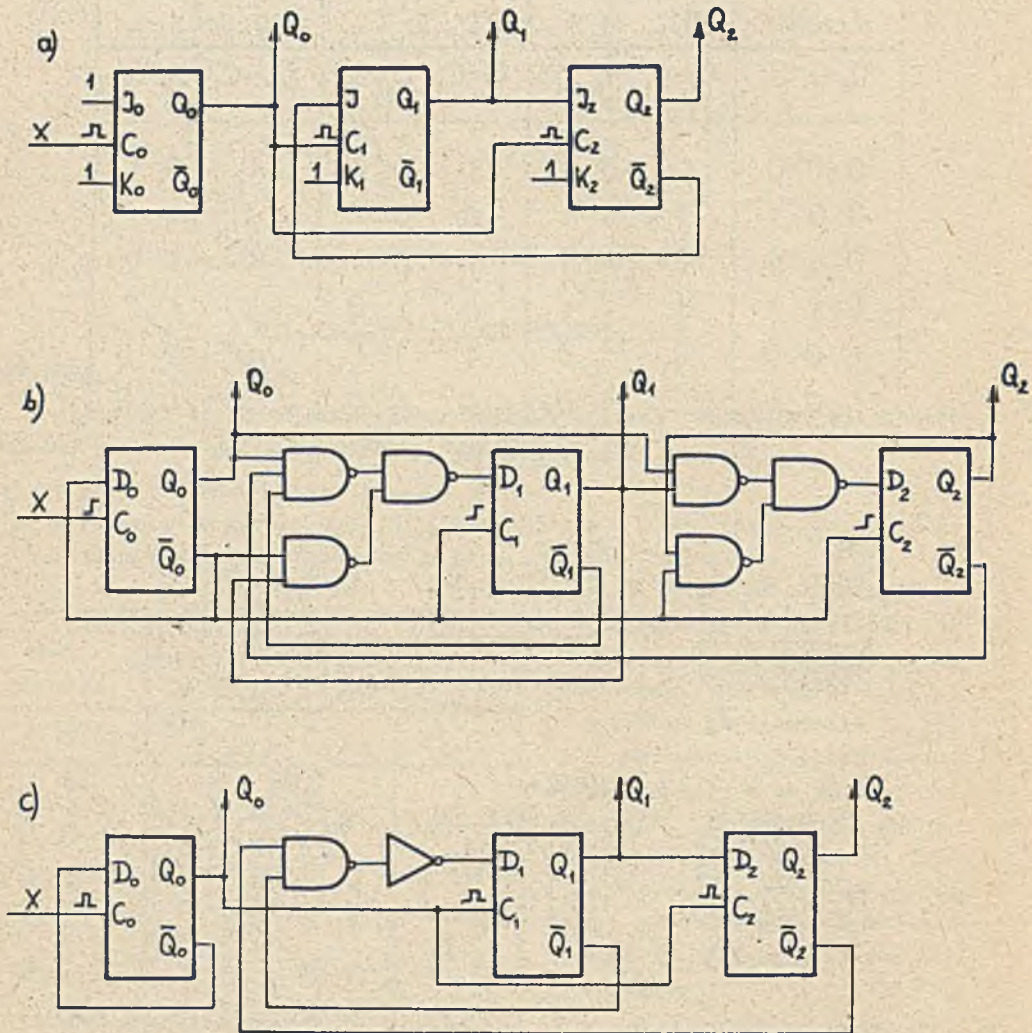 a)
Q₀ Q₁ Q₂
1 J₀ Q₀ J Q₁ J₂ Q₂
X C₀ C₁ C₂
1 K₀ Q̄₀ 1 K₁ Q̄₁ 1 K₂ Q̄₂
b)
Q₀ Q₁ Q₂
D₀ Q₀ D₁ Q₁ D₂ Q₂
X C₀ C₁ C₂
Q̄₀ Q̄₁ Q̄₂
c)
Q₀ Q₁ Q₂
D₀ Q₀ D₁ Q₁ D₂ Q₂
X C₀ C₁ C₂
Q̄₀ Q̄₁ Q̄₂